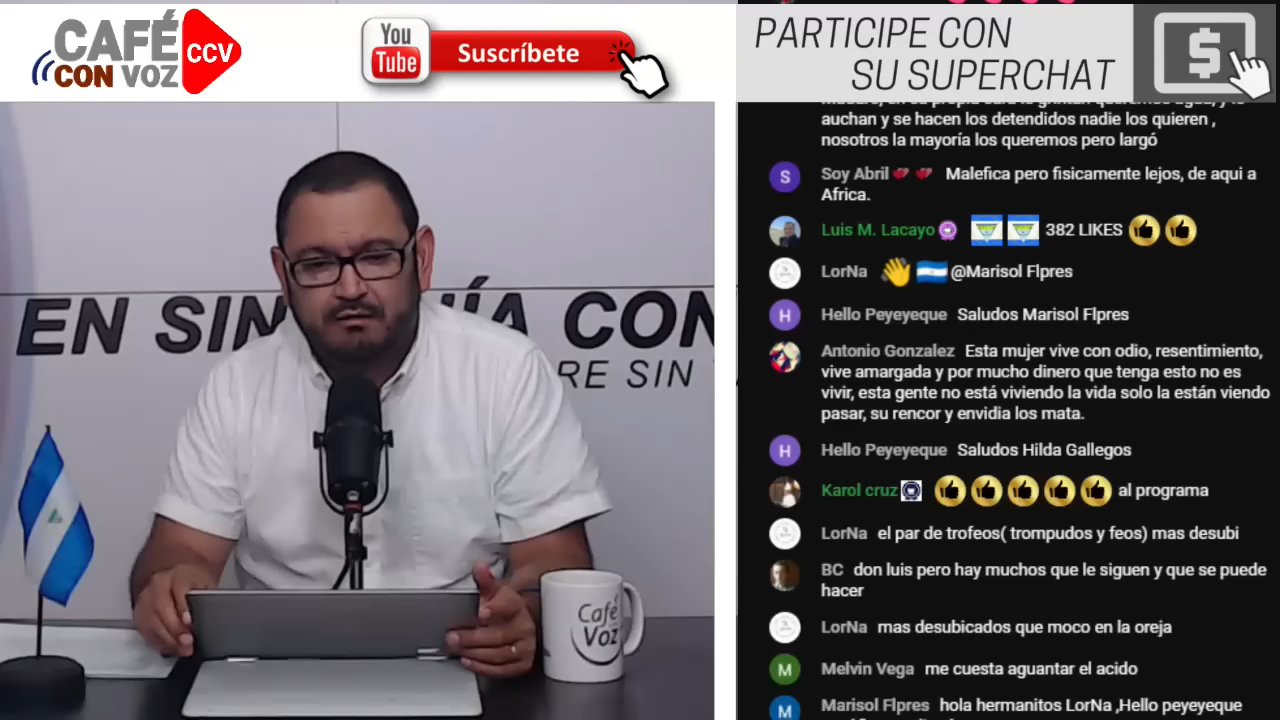 CAFÉ
CON VOZ
CCV
You
Tube
Suscríbete
PARTICIPE CON
SU SUPERCHAT
$
EN SIN
ÍA CON
RE SIN
Café
Voz
auchan y se hacen los detendidos nadie los quieren ,
nosotros la mayoría los queremos pero largó
S
Soy Abril Malefica pero fisicamente lejos, de aqui a
Africa.
Luis M. Lacayo 382 LIKES
LorNa @Marisol Flpres
H
Hello Peyeyeque Saludos Marisol Flpres
Antonio Gonzalez Esta mujer vive con odio, resentimiento,
vive amargada y por mucho dinero que tenga esto no es
vivir, esta gente no está viviendo la vida solo la están viendo
pasar, su rencor y envidia los mata.
H
Hello Peyeyeque Saludos Hilda Gallegos
Karol cruz al programa
LorNa el par de trofeos( trompudos y feos) mas desubi
BC don luis pero hay muchos que le siguen y que se puede
hacer
LorNa mas desubicados que moco en la oreja
M
Melvin Vega me cuesta aguantar el acido
M
Marisol Flpres hola hermanitos LorNa ,Hello peyeyeque